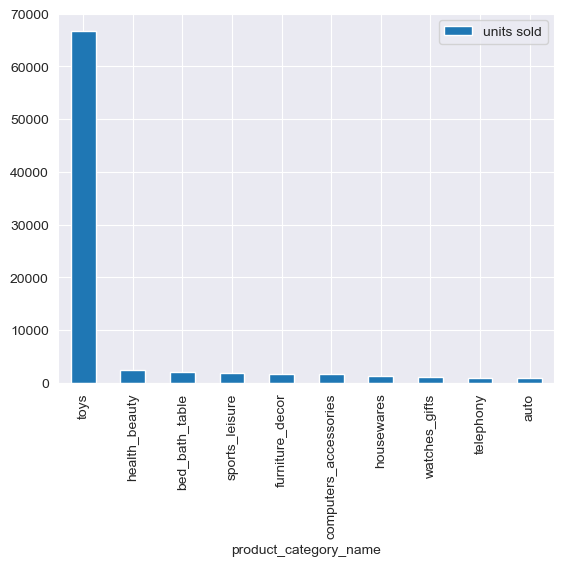 units sold
70000
60000
50000
40000
30000
20000
10000
0
toys
health_beauty
bed_bath_table
sports_leisure
furniture_decor
computers_accessories
housewares
watches_gifts
telephony
auto
product_category_name